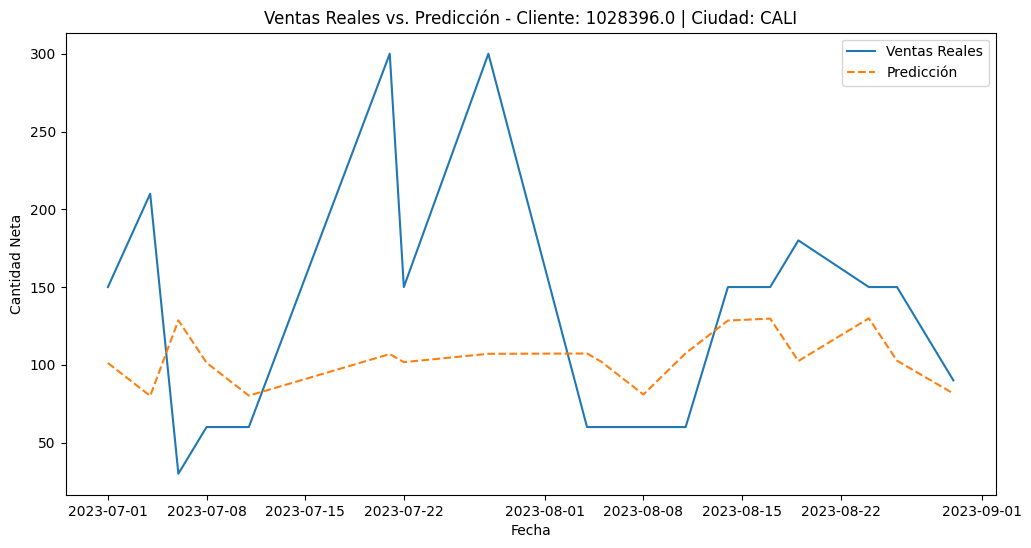 Ventas Reales vs. Predicción - Cliente: 1028396.0 | Ciudad: CALI
Ventas Reales
Predicción
300
250
200
150
100
50
Cantidad Neta
2023-07-01 2023-07-08 2023-07-15 2023-07-22 2023-08-01 2023-08-08 2023-08-15 2023-08-22 2023-09-01
Fecha